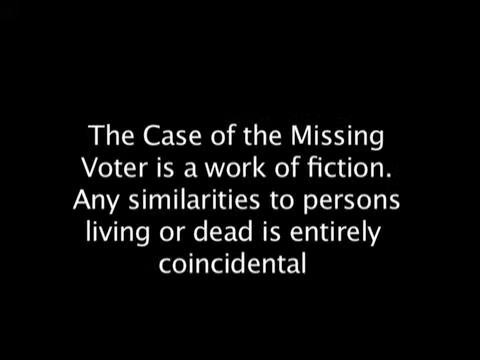 The Case of the Missing
Voter is a work of fiction.
Any similarities to persons
living or dead is entirely
coincidental